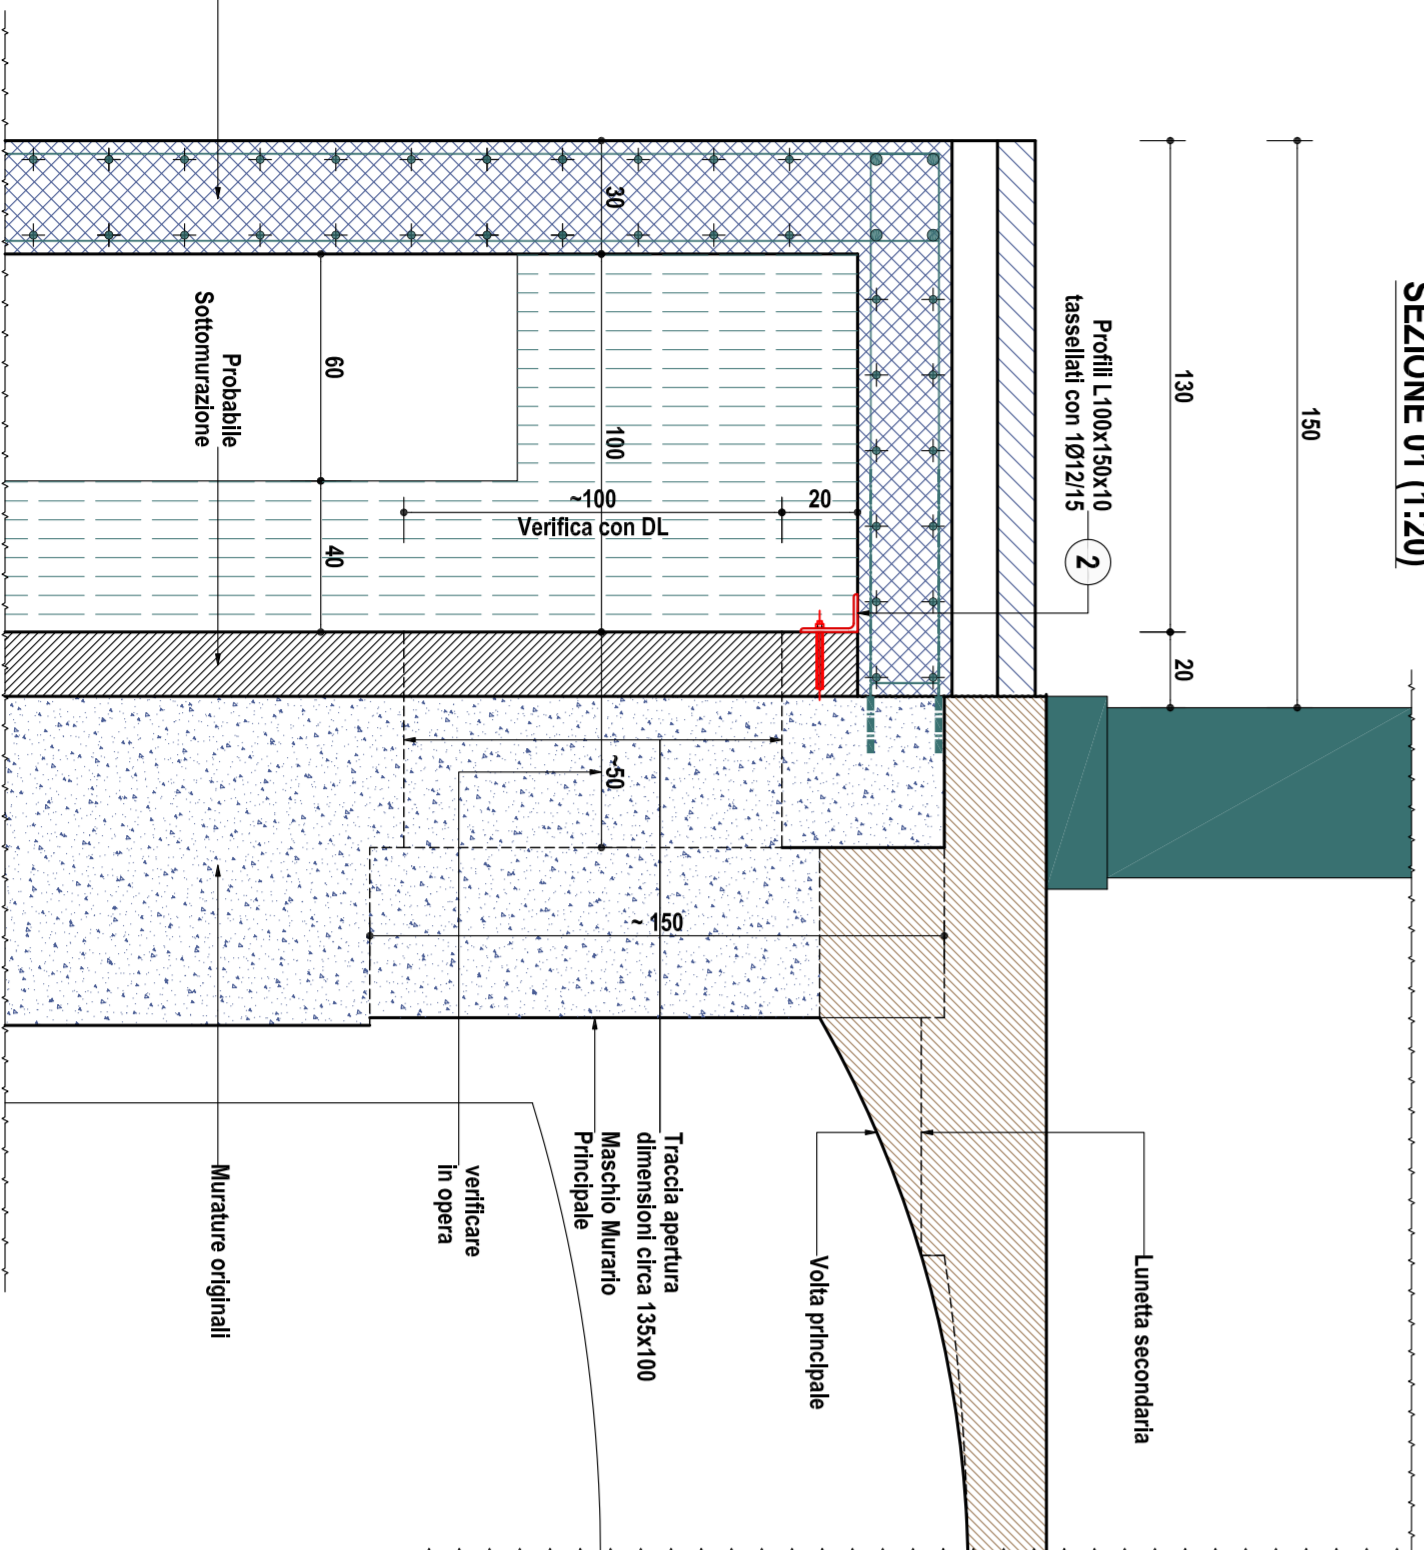 SEZIONE 01 (1:20)
150
130
20
Profili L100x150x10
tassellati con 1Ø12/15
2
30
100
~50
60
40
~100
Verifica con DL
20
Probabile
Sottomurazione
~ 150
Lunetta secondaria
Volta principale
Traccia apertura
dimensioni circa 135x100
Maschio Murario
Principale
verificare
in opera
Murature originali